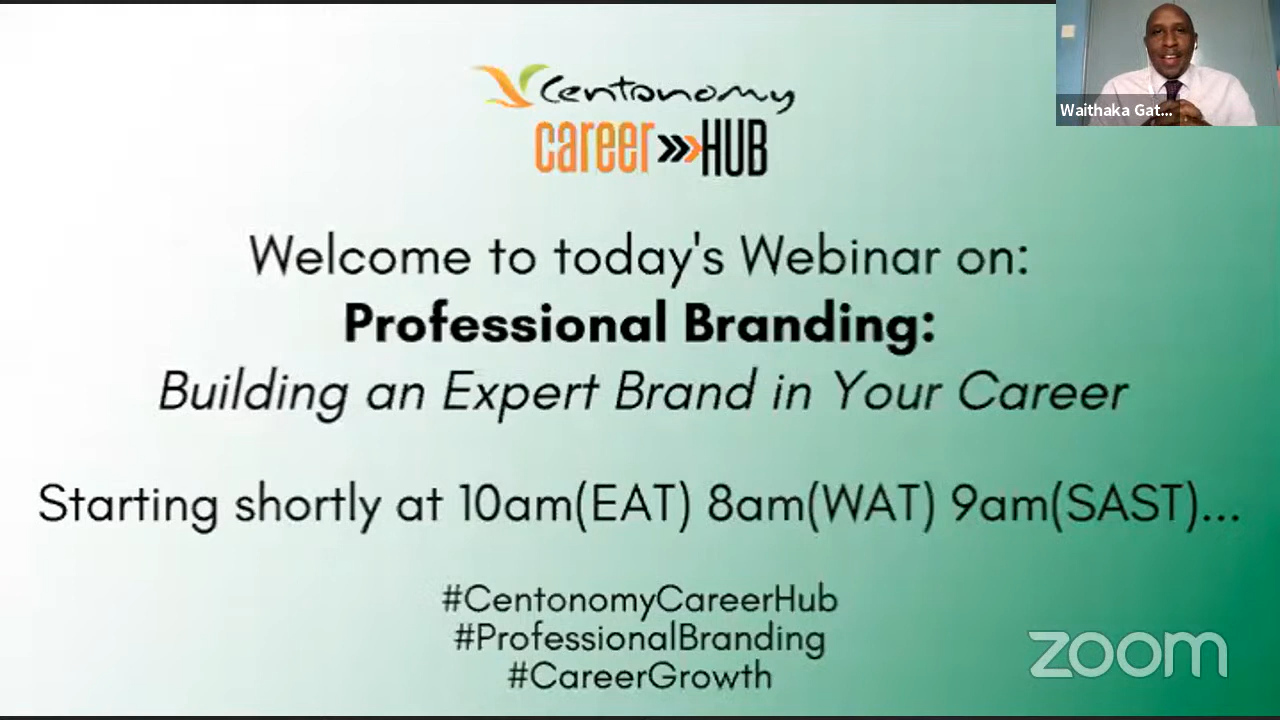 Centonomy
career HUB
Waithaka Gat...
Welcome to today's Webinar on:
Professional Branding:
Building an Expert Brand in Your Career
Starting shortly at 10am(EAT) 8am(WAT) 9am(SAST)...
#CentonomyCareerHub
#ProfessionalBranding
#CareerGrowth
zoom